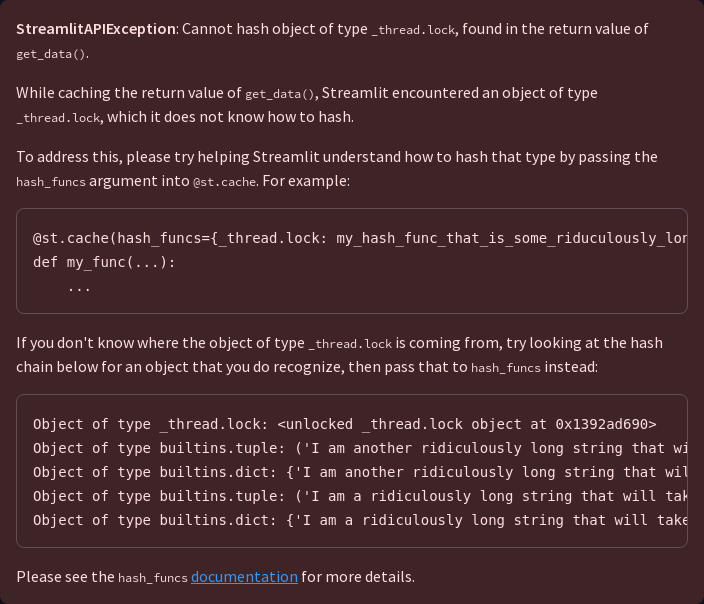 StreamlitAPIException: Cannot hash object of type _thread.lock, found in the return value of
get_data().
While caching the return value of get_data(), Streamlit encountered an object of type
_thread.lock, which it does not know how to hash.
To address this, please try helping Streamlit understand how to hash that type by passing the
hash_funcs argument into @st.cache. For example:
@st.cache(hash_funcs={_thread.lock: my_hash_func_that_is_some_riduculously_lon
def my_func(...):
...
If you don't know where the object of type _thread.lock is coming from, try looking at the hash
chain below for an object that you do recognize, then pass that to hash_funcs instead:
Object of type _thread.lock: <unlocked _thread.lock object at 0x1392ad690>
Object of type builtins.tuple: ('I am another ridiculously long string that wi
Object of type builtins.dict: {'I am another ridiculously long string that wil
Object of type builtins.tuple: ('I am a ridiculously long string that will tak
Object of type builtins.dict: {'I am a ridiculously long string that will take
Please see the hash_funcs documentation for more details.